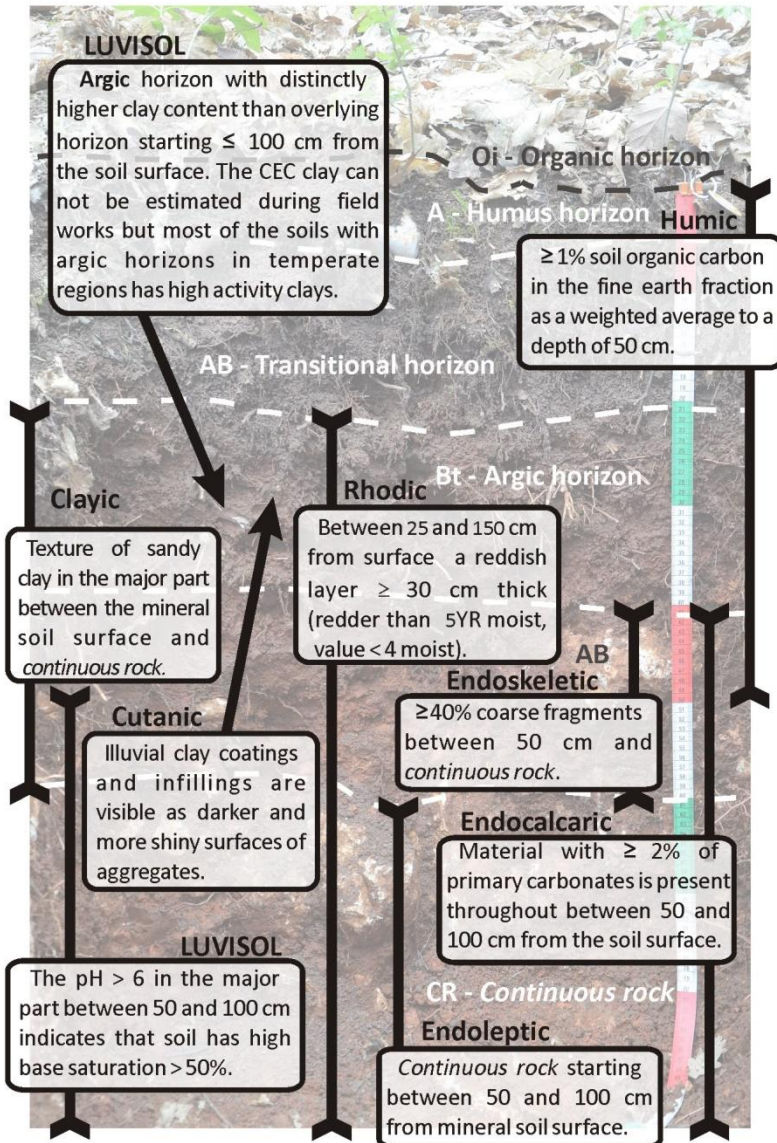 LUVISOL
Argic horizon with distinctly
higher clay content than overlying
horizon starting ≤ 100 cm from
the soil surface. The CEC clay can
not be estimated during field
works but most of the soils with
argic horizons in temperate
regions has high activity clays.
Oi - Organic horizon
A - Humus horizon
Humic
≥ 1% soil organic carbon
in the fine earth fraction
as a weighted average to a
depth of 50 cm.
AB - Transitional horizon
Bt - Argic horizon
Clayic
Texture of sandy
clay in the major part
between the mineral
soil surface and
continuous rock.
Rhodic
Between 25 and 150 cm
from surface a reddish
layer ≥ 30 cm thick
(redder than 5YR moist,
value < 4 moist).
AB
Endoskeletic
≥40% coarse fragments
between 50 cm and
continuous rock.
Cutanic
Illuvial clay coatings
and infillings are
visible as darker and
more shiny surfaces of
aggregates.
Endocalcaric
Material with ≥ 2% of
primary carbonates is present
throughout between 50 and
100 cm from the soil surface.
LUVISOL
The pH > 6 in the major
part between 50 and 100 cm
indicates that soil has high
base saturation > 50%.
CR - Continuous rock
Endoleptic
Continuous rock starting
between 50 and 100 cm
from mineral soil surface.